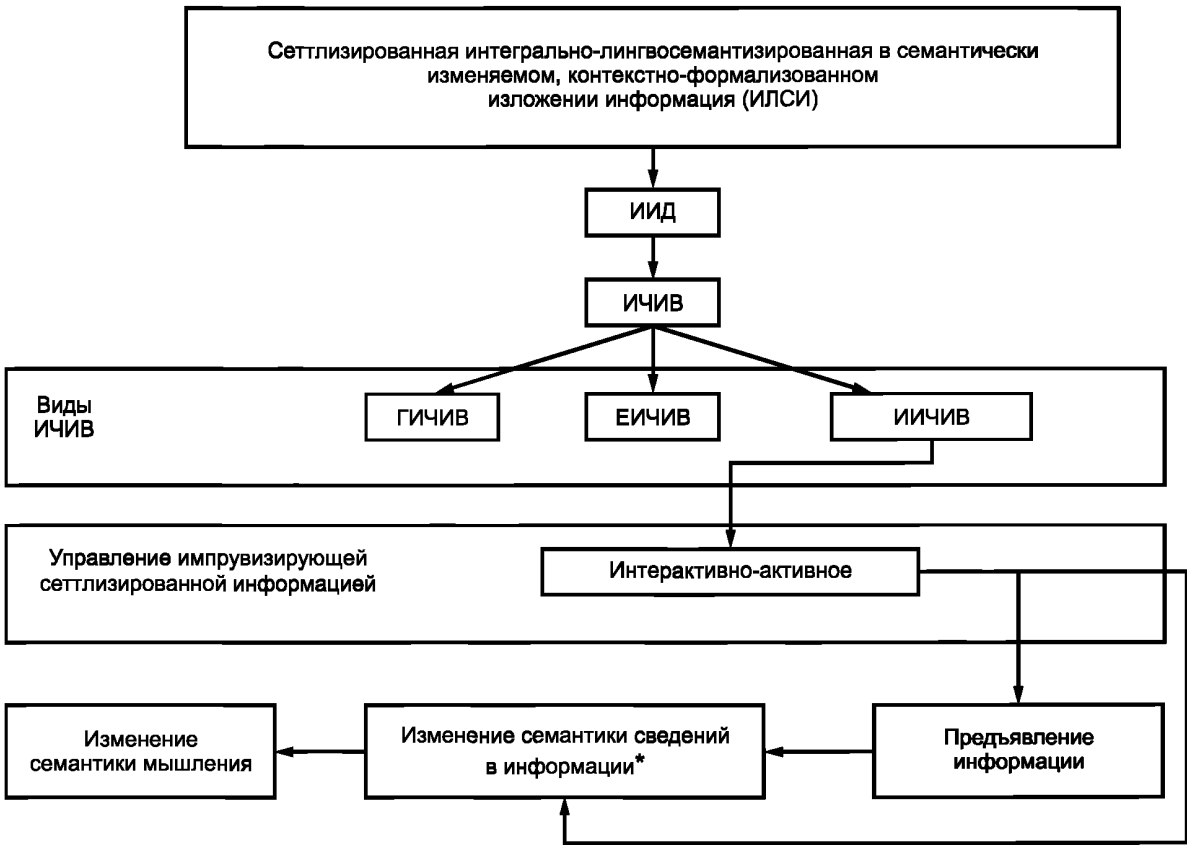 Сеттлизированная интегрально-лингвосемантизированная в семантически
изменяемом, контекстно-формализованном
изложении информация (ИЛСИ)
ИИД
ИЧИВ
Виды
ИЧИВ
ГИЧИВ
ЕИЧИВ
ИИЧИВ
Управление импрувизирующей
сеттлизированной информацией
Интерактивно-активное
Изменение
семантики мышления
Изменение семантики сведений
в информации*
Предъявление
информации